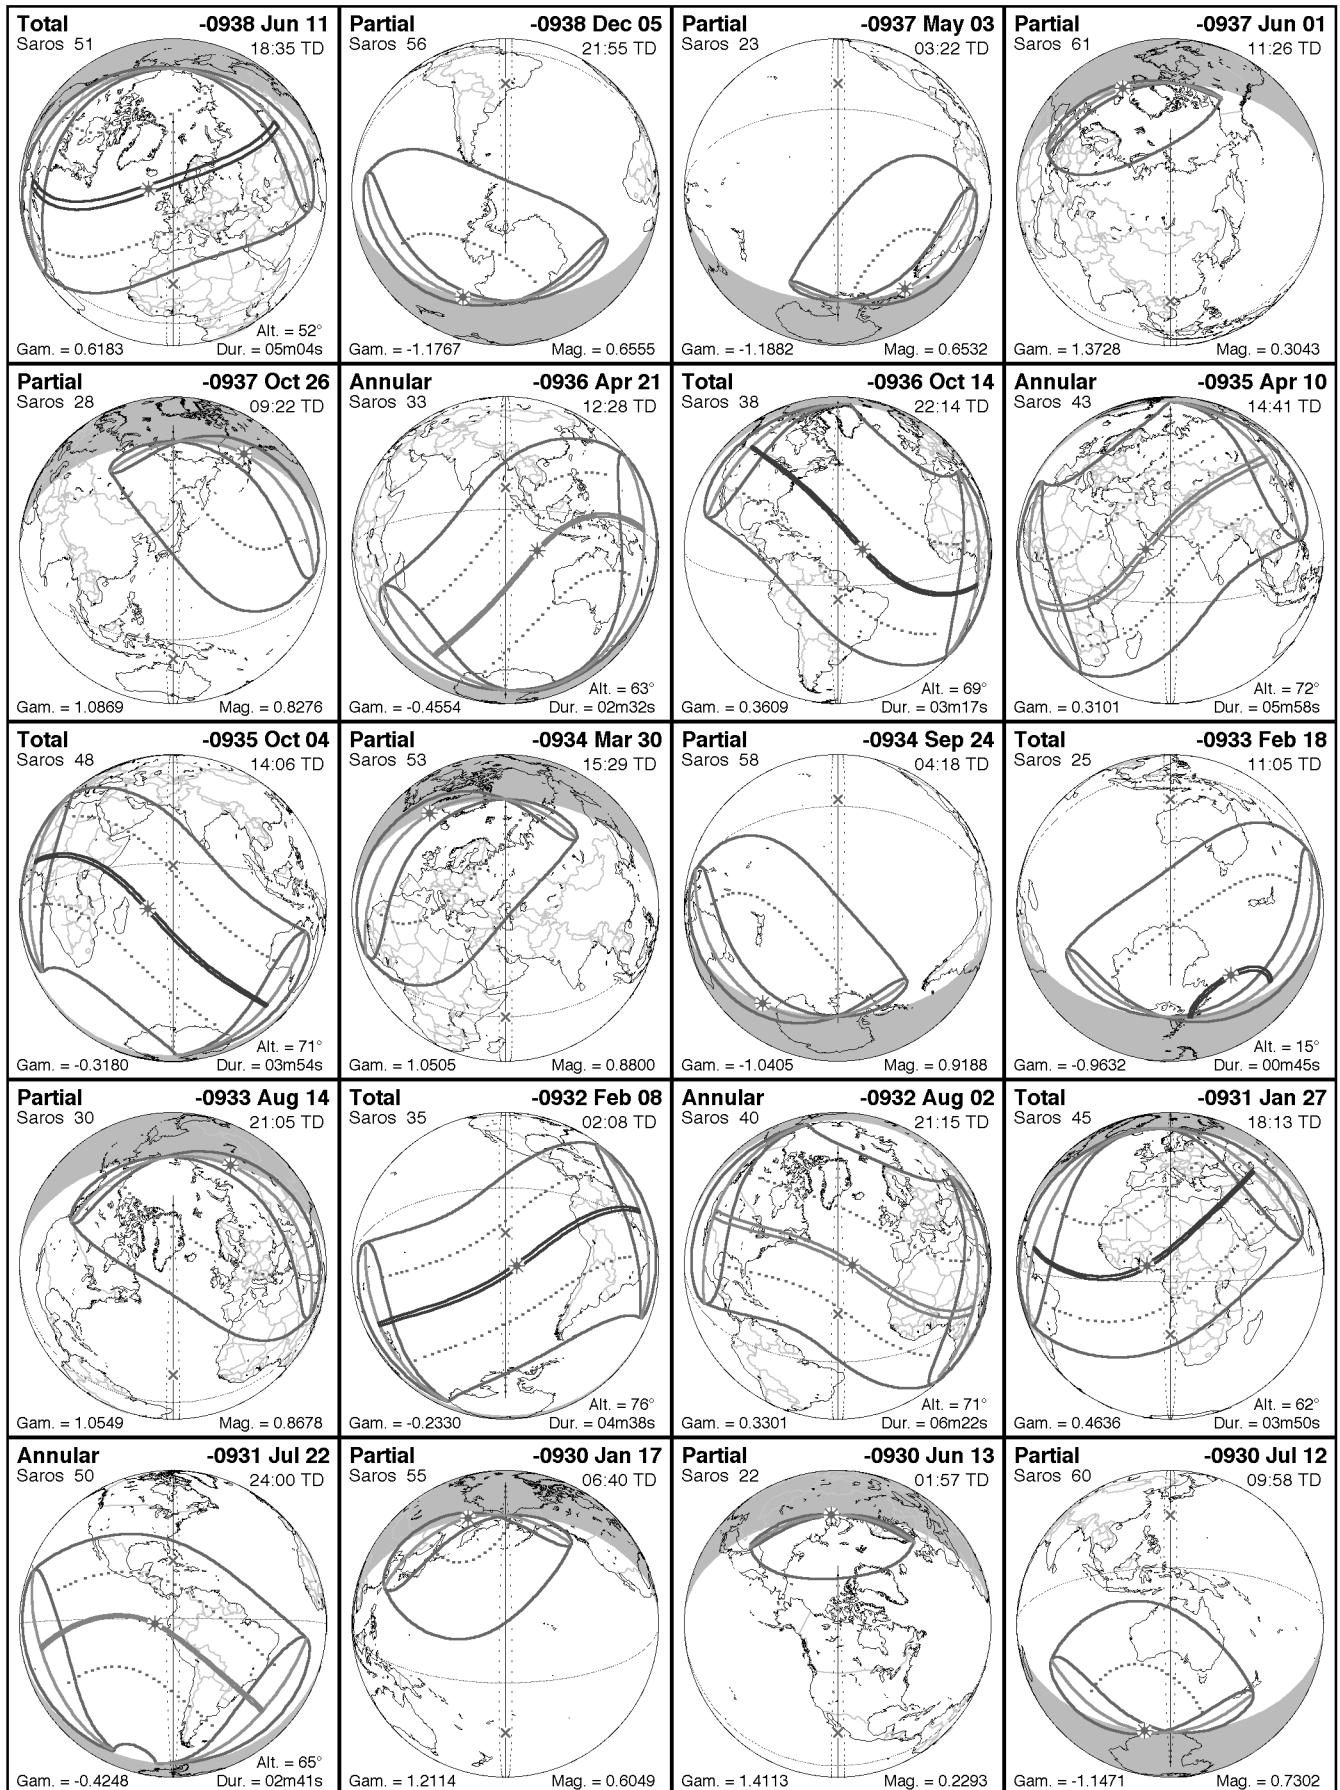 Total -0938 Jun 11
Saros 51 18:35 TD
Alt. = 52°
Gam. = 0.6183 Dur. = 05m04s
Partial -0938 Dec 05
Saros 56 21:55 TD
Gam. = -1.1767 Mag. = 0.6555
Partial -0937 May 03
Saros 23 03:22 TD
Gam. = -1.1882 Mag. = 0.6532
Partial -0937 Jun 01
Saros 61 11:26 TD
Gam. = 1.3728 Mag. = 0.3043
Partial -0937 Oct 26
Saros 28 09:22 TD
Gam. = 1.0869 Mag. = 0.8276
Annular -0936 Apr 21
Saros 33 12:28 TD
Alt. = 63°
Gam. = -0.4554 Dur. = 02m32s
Total -0936 Oct 14
Saros 38 22:14 TD
Alt. = 69°
Gam. = 0.3609 Dur. = 03m17s
Annular -0935 Apr 10
Saros 43 14:41 TD
Alt. = 72°
Gam. = 0.3101 Dur. = 05m58s
Total -0935 Oct 04
Saros 48 14:06 TD
Alt. = 71°
Gam. = -0.3180 Dur. = 03m54s
Partial -0934 Mar 30
Saros 53 15:29 TD
Gam. = 1.0505 Mag. = 0.8800
Partial -0934 Sep 24
Saros 58 04:18 TD
Gam. = -1.0405 Mag. = 0.9188
Total -0933 Feb 18
Saros 25 11:05 TD
Alt. = 15°
Gam. = -0.9632 Dur. = 00m45s
Partial -0933 Aug 14
Saros 30 21:05 TD
Gam. = 1.0549 Mag. = 0.8678
Total -0932 Feb 08
Saros 35 02:08 TD
Alt. = 76°
Gam. = -0.2330 Dur. = 04m38s
Annular -0932 Aug 02
Saros 40 21:15 TD
Alt. = 71°
Gam. = 0.3301 Dur. = 06m22s
Total -0931 Jan 27
Saros 45 18:13 TD
Alt. = 62°
Gam. = 0.4636 Dur. = 03m50s
Annular -0931 Jul 22
Saros 50 24:00 TD
Alt. = 65°
Gam. = -0.4248 Dur. = 02m41s
Partial -0930 Jan 17
Saros 55 06:40 TD
Gam. = 1.2114 Mag. = 0.6049
Partial -0930 Jun 13
Saros 22 01:57 TD
Gam. = 1.4113 Mag. = 0.2293
Partial -0930 Jul 12
Saros 60 09:58 TD
Gam. = -1.1471 Mag. = 0.7302